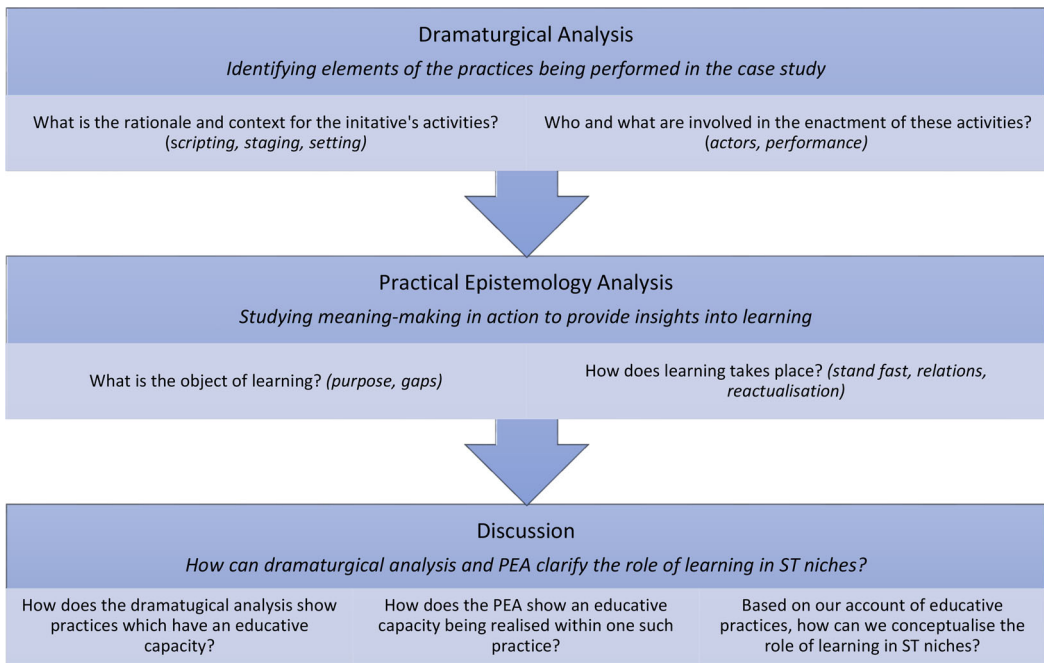 Dramaturgical Analysis
Identifying elements of the practices being performed in the case study
What is the rationale and context for the initative's activities?
(scripting, staging, setting)
Who and what are involved in the enactment of these activities?
(actors, performance)
Practical Epistemology Analysis
Studying meaning-making in action to provide insights into learning
What is the object of learning? (purpose, gaps)
How does learning takes place? (stand fast, relations,
reactualisation)
Discussion
How can dramaturgical analysis and PEA clarify the role of learning in ST niches?
How does the dramatugical analysis show
practices which have an educative
capacity?
How does the PEA show an educative
capacity being realised within one such
practice?
Based on our account of educative
practices, how can we conceptualise the
role of learning in ST niches?